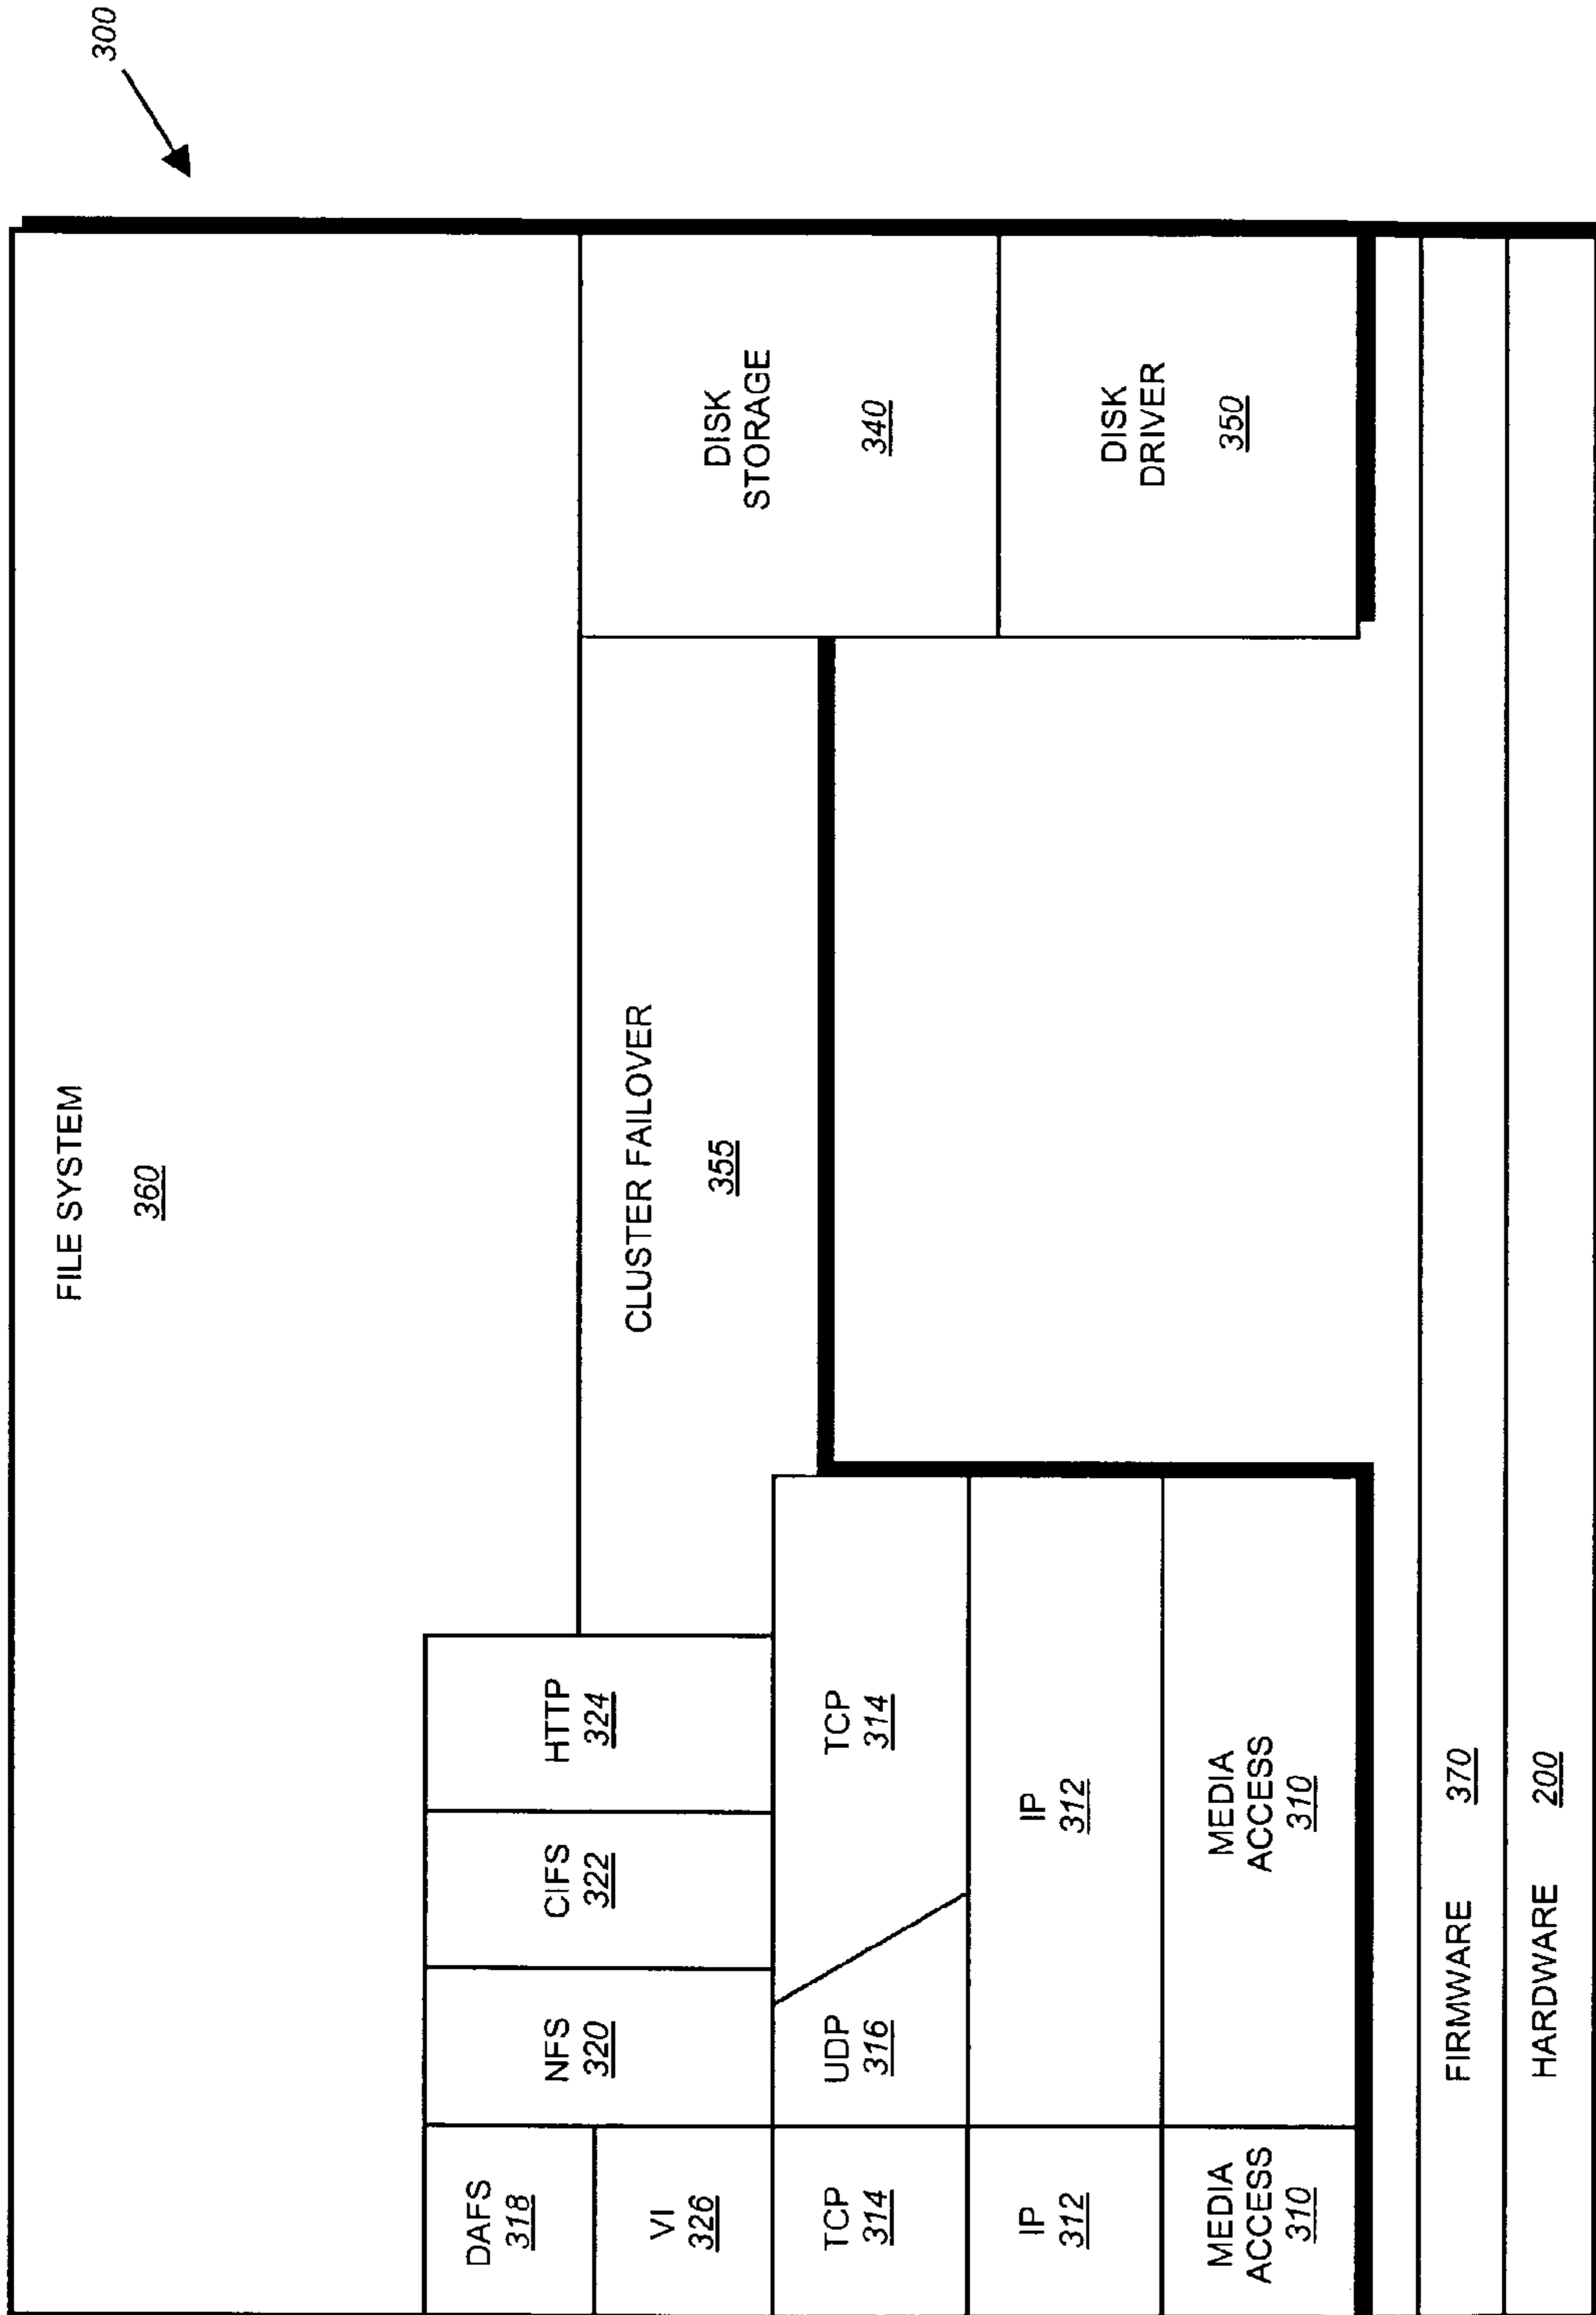 300
FILE SYSTEM
360
DAFS
318
VI
326
NFS
320
CIFS
322
HTTP
324
CLUSTER FAILOVER
355
DISK
STORAGE
340
TCP
314
UDP
316
TCP
314
IP
312
IP
312
DISK
DRIVER
350
MEDIA
ACCESS
310
MEDIA
ACCESS
310
FIRMWARE 370
HARDWARE 200